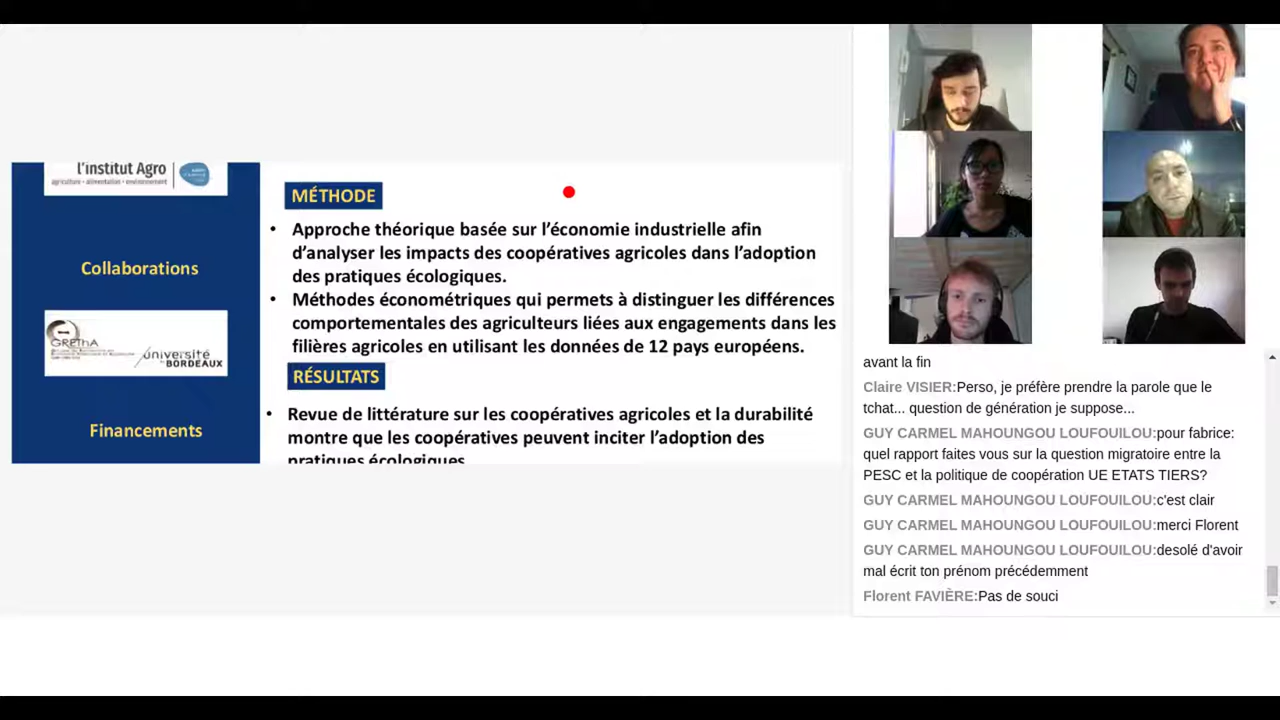 l'institut Agro
agriculture • alimentation • environnement
Collaborations
GREThA
université
de BORDEAUX
Financements
MÉTHODE
• Approche théorique basée sur l'économie industrielle afin
d'analyser les impacts des coopératives agricoles dans l'adoption
des pratiques écologiques.
• Méthodes économétriques qui permets à distinguer les différences
comportementales des agriculteurs liées aux engagements dans les
filières agricoles en utilisant les données de 12 pays européens.
RÉSULTATS
• Revue de littérature sur les coopératives agricoles et la durabilité
montre que les coopératives peuvent inciter l'adoption des
pratiques écologiques
avant la fin
Claire VISIER:Perso, je préfère prendre la parole que le
tchat... question de génération je suppose...
GUY CARMEL MAHOUNGOU LOUFOUILOU:pour fabrice:
quel rapport faites vous sur la question migratoire entre la
PESC et la politique de coopération UE ETATS TIERS?
GUY CARMEL MAHOUNGOU LOUFOUILOU:c'est clair
GUY CARMEL MAHOUNGOU LOUFOUILOU:merci Florent
GUY CARMEL MAHOUNGOU LOUFOUILOU:desolé d'avoir
mal écrit ton prénom précédemment
Florent FAVIÈRE:Pas de souci